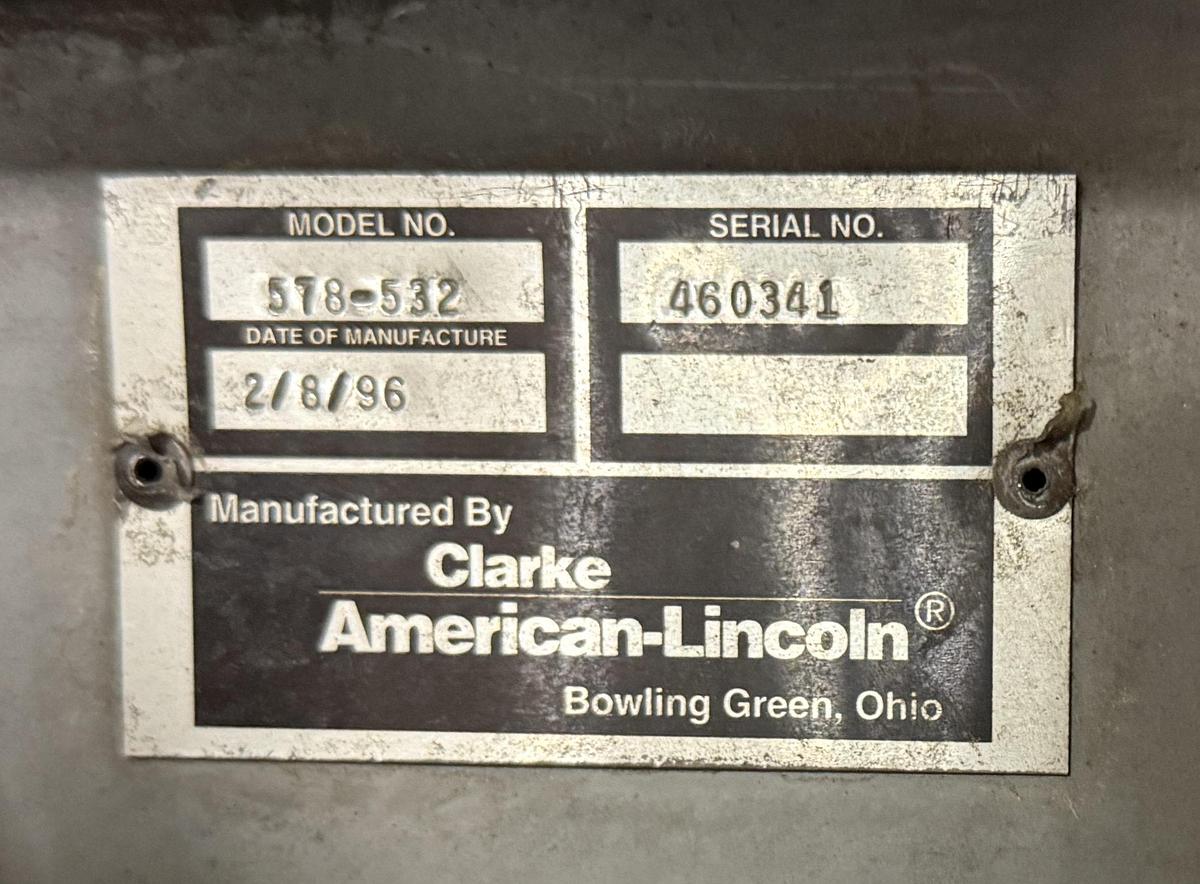 MODEL NO.
578-532
DATE OF MANUFACTURE
2/8/96
SERIAL NO.
460341
Manufactured By
Clarke
American-Lincoln®
Bowling Green, Ohio